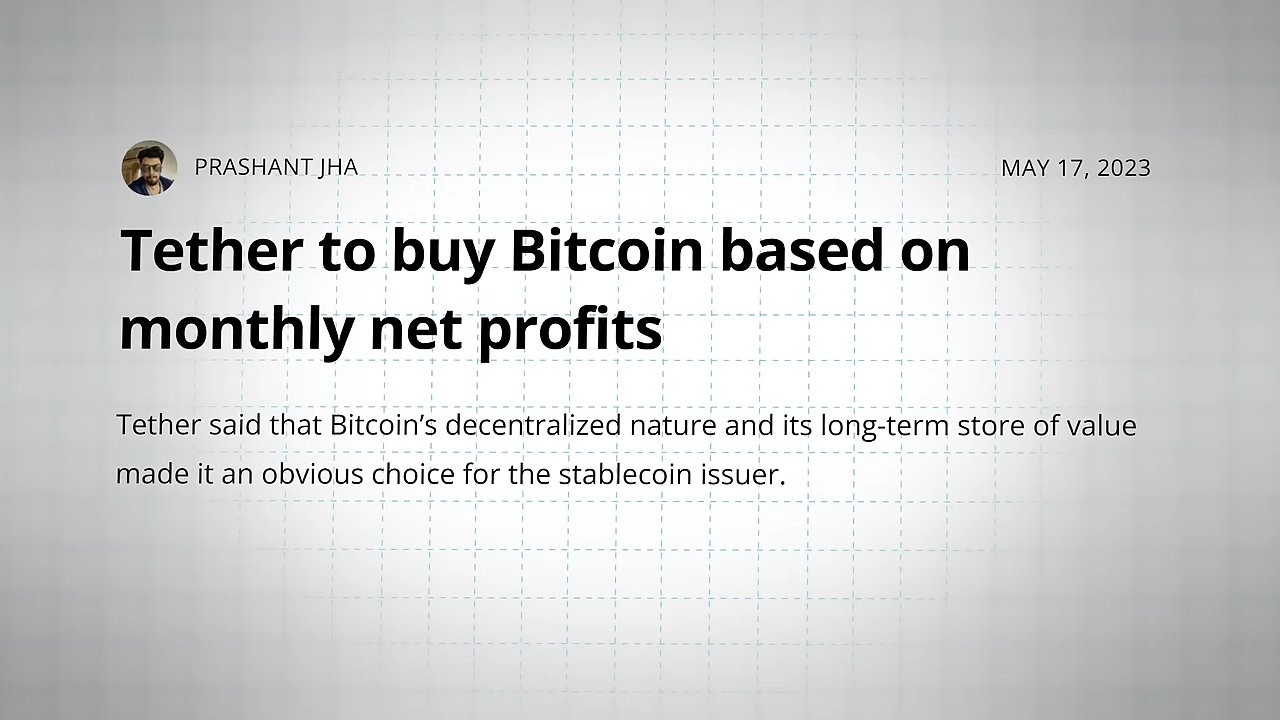 PRASHANT JHA
MAY 17, 2023
Tether to buy Bitcoin based on
monthly net profits
Tether said that Bitcoin’s decentralized nature and its long-term store of value
made it an obvious choice for the stablecoin issuer.